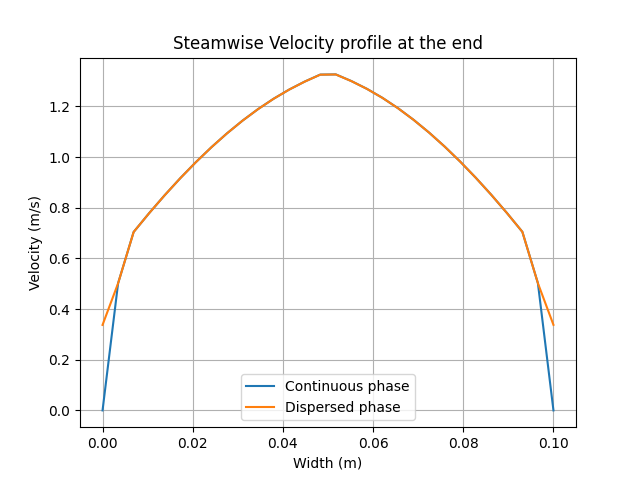 Steamwise Velocity profile at the end
Velocity (m/s)
1.2
1.0
0.8
0.6
0.4
0.2
0.0
Continuous phase
Dispersed phase
0.00 0.02 0.04 0.06 0.08 0.10
Width (m)